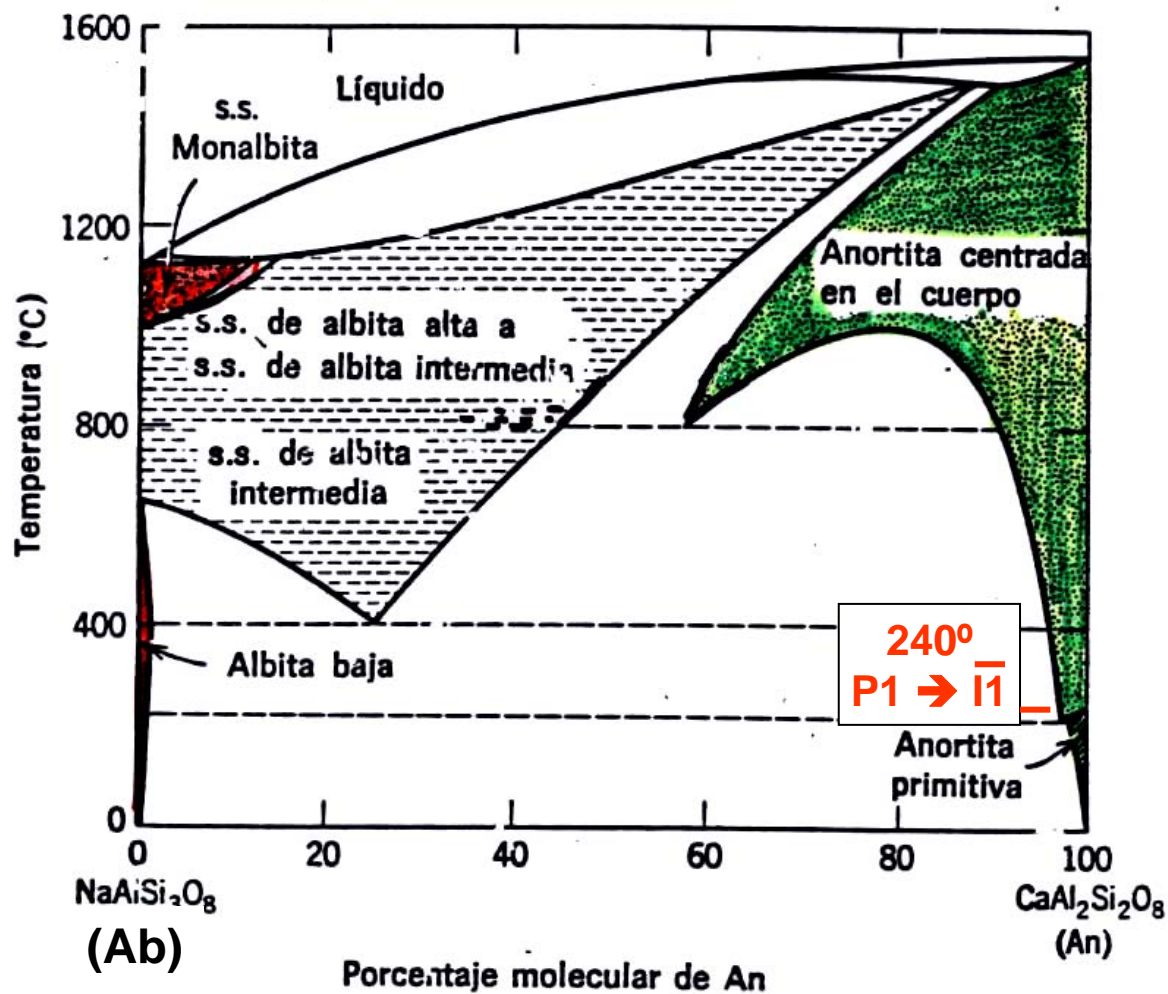 1600
Líquido
s.s.
Monalbita
1200
Anortita centrada
en el cuerpo
s.s. de albita alta a
s.s. de albita intermedia
Temperatura (°C)
800
s.s. de albita
intermedia
400
240º
P1 ➔ I1
Albita baja
Anortita
primitiva
0
0 20 40 60 80 100
NaAlSi₃O₈ CaAl₂Si₂O₈
(Ab) (An)
Porcentaje molecular de An